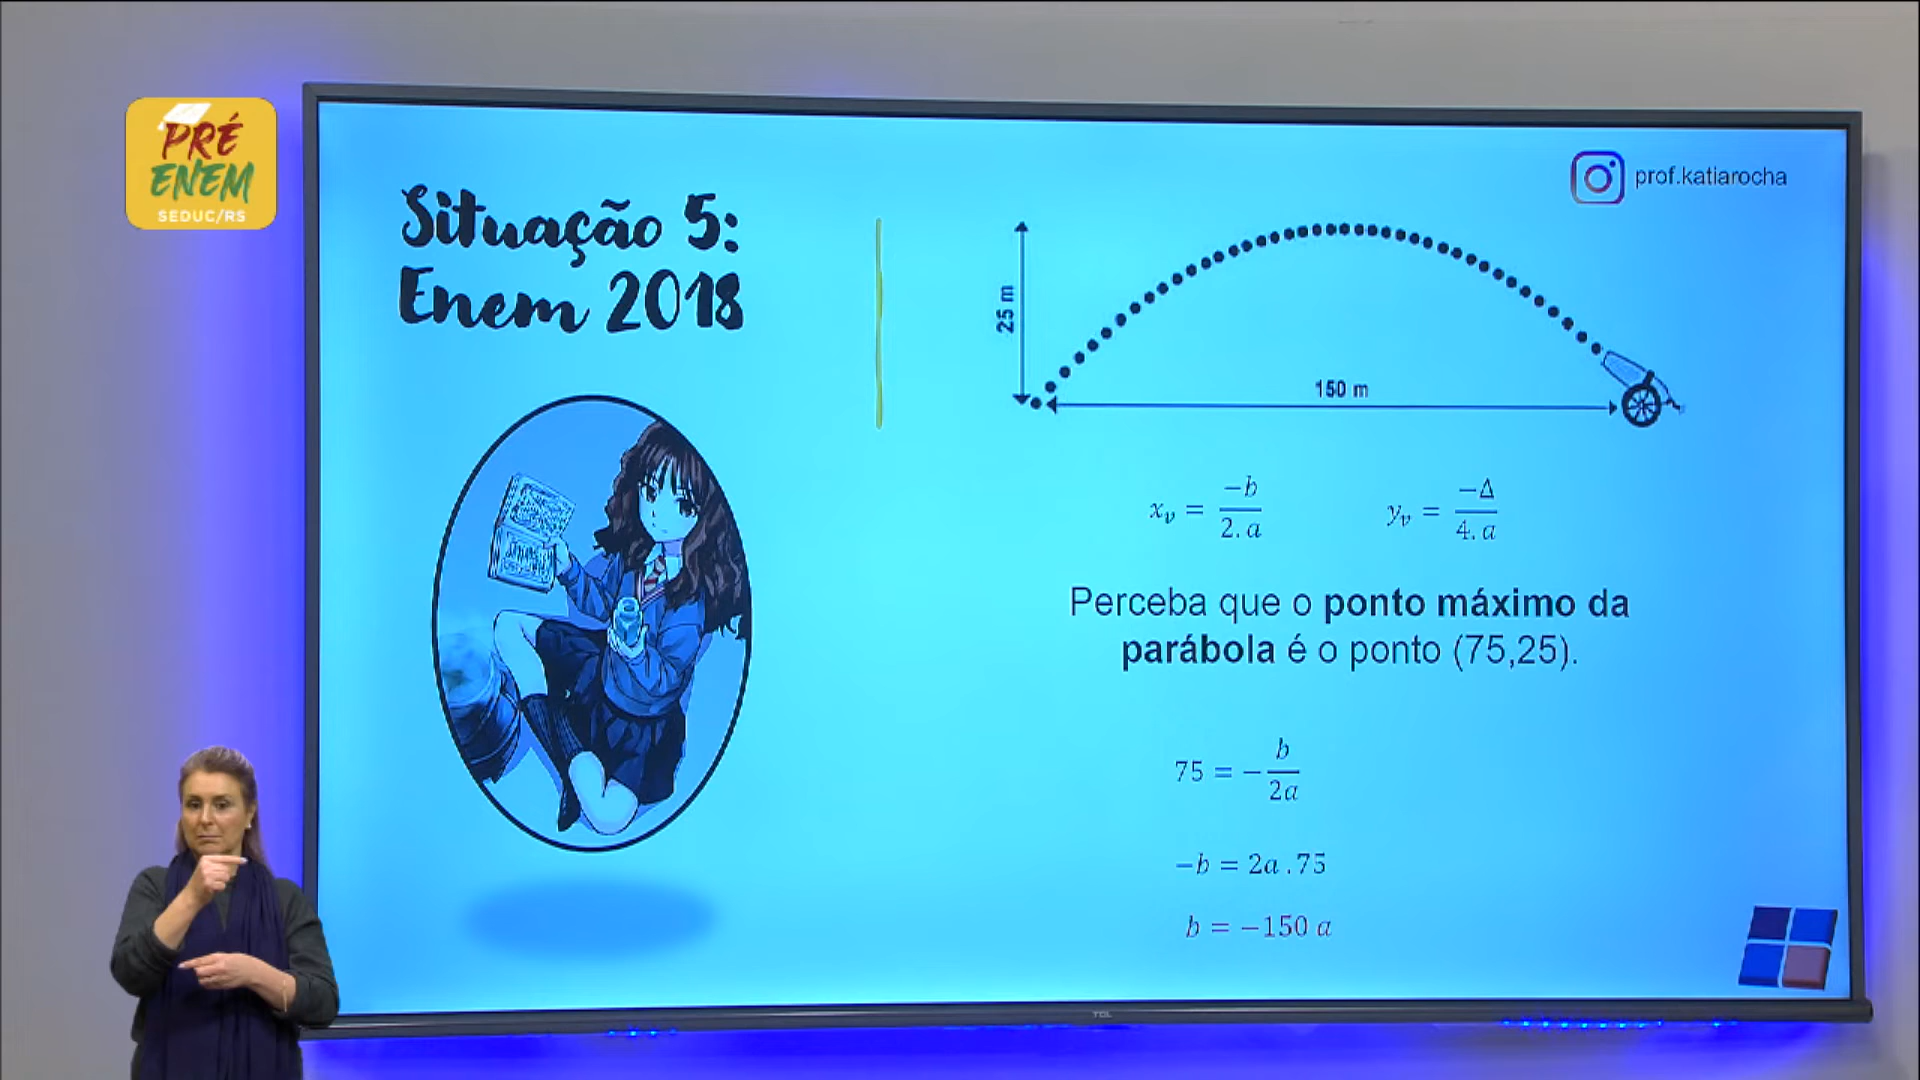 PRÉ
ENEM
SEDUC/RS
Situação 5:
Enem 2018
prof.katiarocha
25 m
150 m
x_v = -b / 2. a
y_v = -Δ / 4. a
Perceba que o ponto máximo da
parábola é o ponto (75,25).
75 = - b / 2a
-b = 2a . 75
b = -150 a
TCL